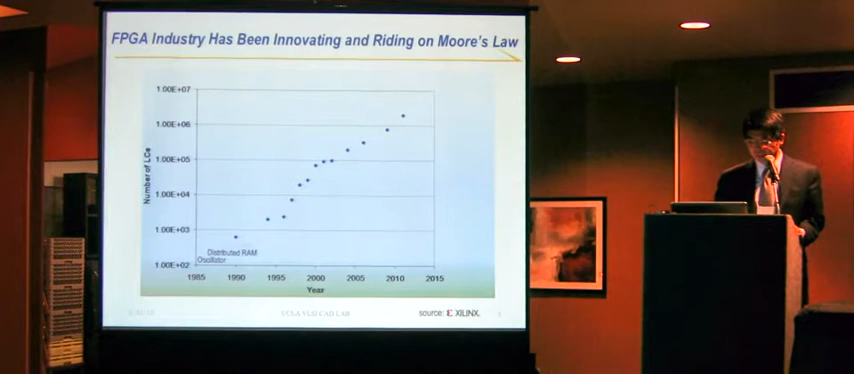 FPGA Industry Has Been Innovating and Riding on Moore's Law
1.00E+07
1.00E+06
1.00E+05
1.00E+04
1.00E+03
1.00E+02
Number of LCs
Distributed RAM
Oscillator
1985 1990 1995 2000 2005 2010 2015
Year
UCLA VLSI CAD LAB
source: XILINX.